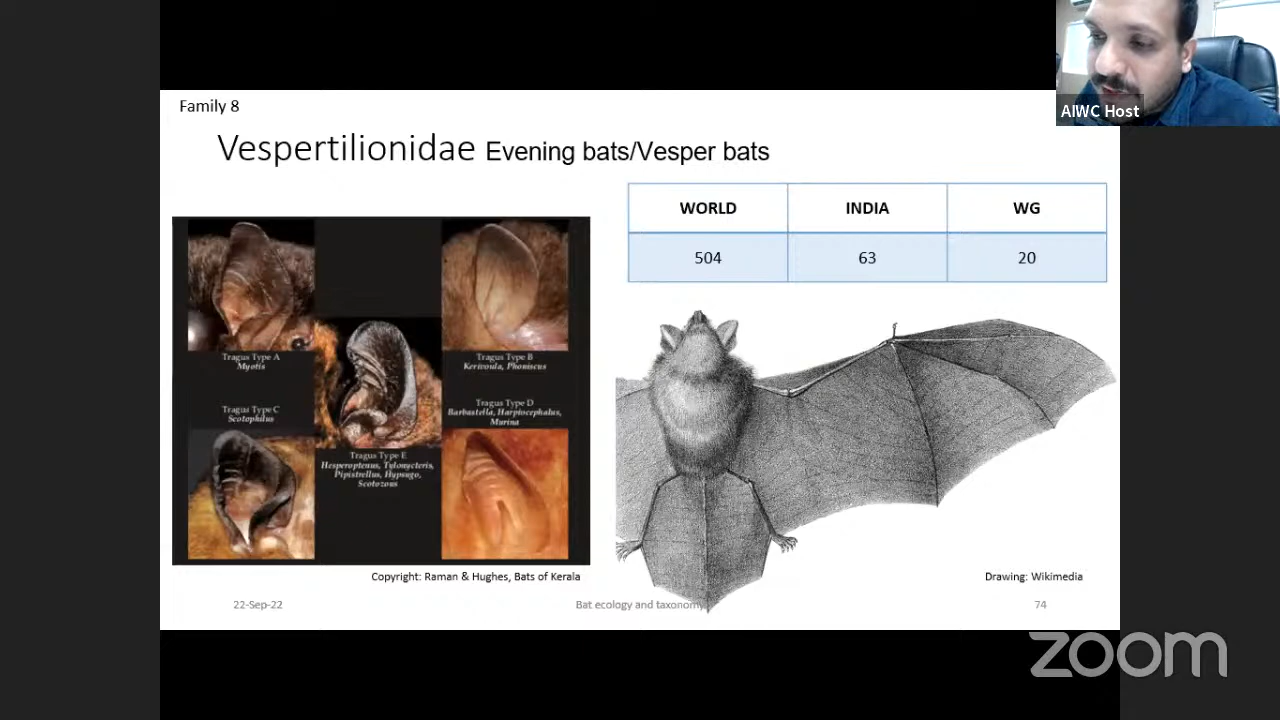 AIWC Host
Family 8
Vespertilionidae Evening bats/Vesper bats
WORLD INDIA WG
504 63 20
Tragus Type A
Myotis
Tragus Type B
Kerivoula, Phoniscus
Tragus Type C
Scotophilus
Tragus Type D
Barbastella, Harpiocephalus,
Murina
Tragus Type E
Hesperoptenus, Tylonycteris,
Pipistrellus, Hypsugo,
Scotozous
Copyright: Raman & Hughes, Bats of Kerala
Drawing: Wikimedia
22-Sep-22
Bat ecology and taxonomy
74
zoom